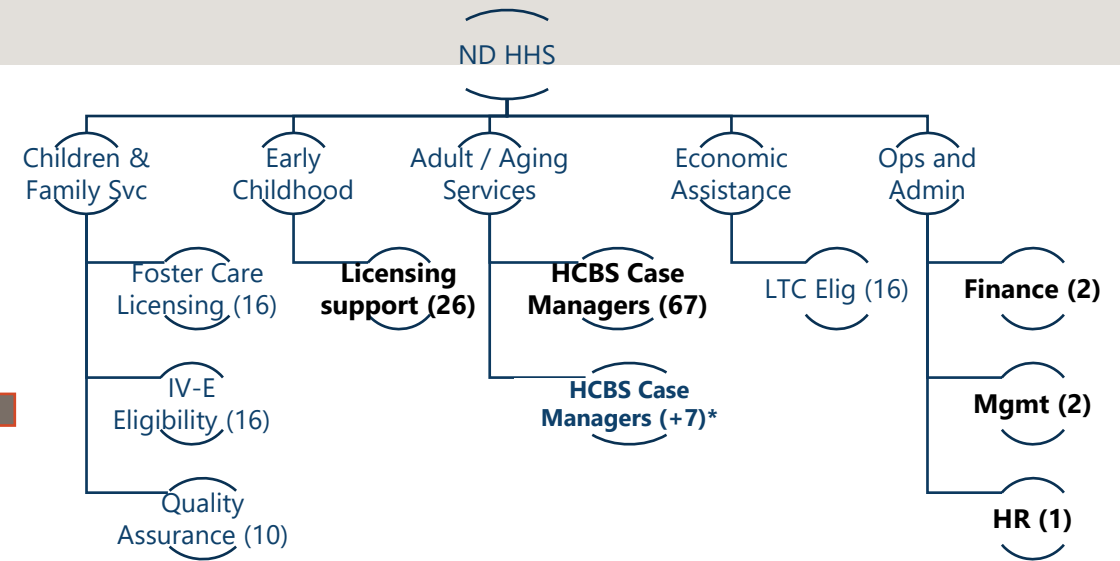 ND HHS
Children &
Family Svc
Early
Childhood
Adult / Aging
Services
Economic
Assistance
Ops and
Admin
Foster Care
Licensing (16)
Licensing
support (26)
HCBS Case
Managers (67)
LTC Elig (16)
Finance (2)
IV-E
Eligibility (16)
HCBS Case
Managers (+7)*
Mgmt (2)
Quality
Assurance (10)
HR (1)